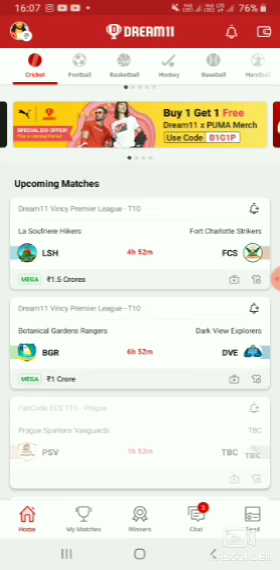 16:07 76%
DREAM11
Cricket Football Basketball Hockey Baseball Handball
PUMA
SPECIAL EID OFFER!
Buy 1 Get 1 Free
Dream11 x PUMA Merch
Use Code B1G1P
Upcoming Matches
Dream11 Vincy Premier League - T10
La Soufriere Hikers Fort Charlotte Strikers
LSH 4h 52m FCS
MEGA ₹1.5 Crores
Dream11 Vincy Premier League - T10
Botanical Gardens Rangers Dark View Explorers
BGR 6h 52m DVE
MEGA ₹1 Crore
FanCode ECS T10 - Prague
Prague Spartans Vanguards TBC
PSV 1h 52m TBC TBC
3
Home My Matches Winners Chat Feed
RECORDER